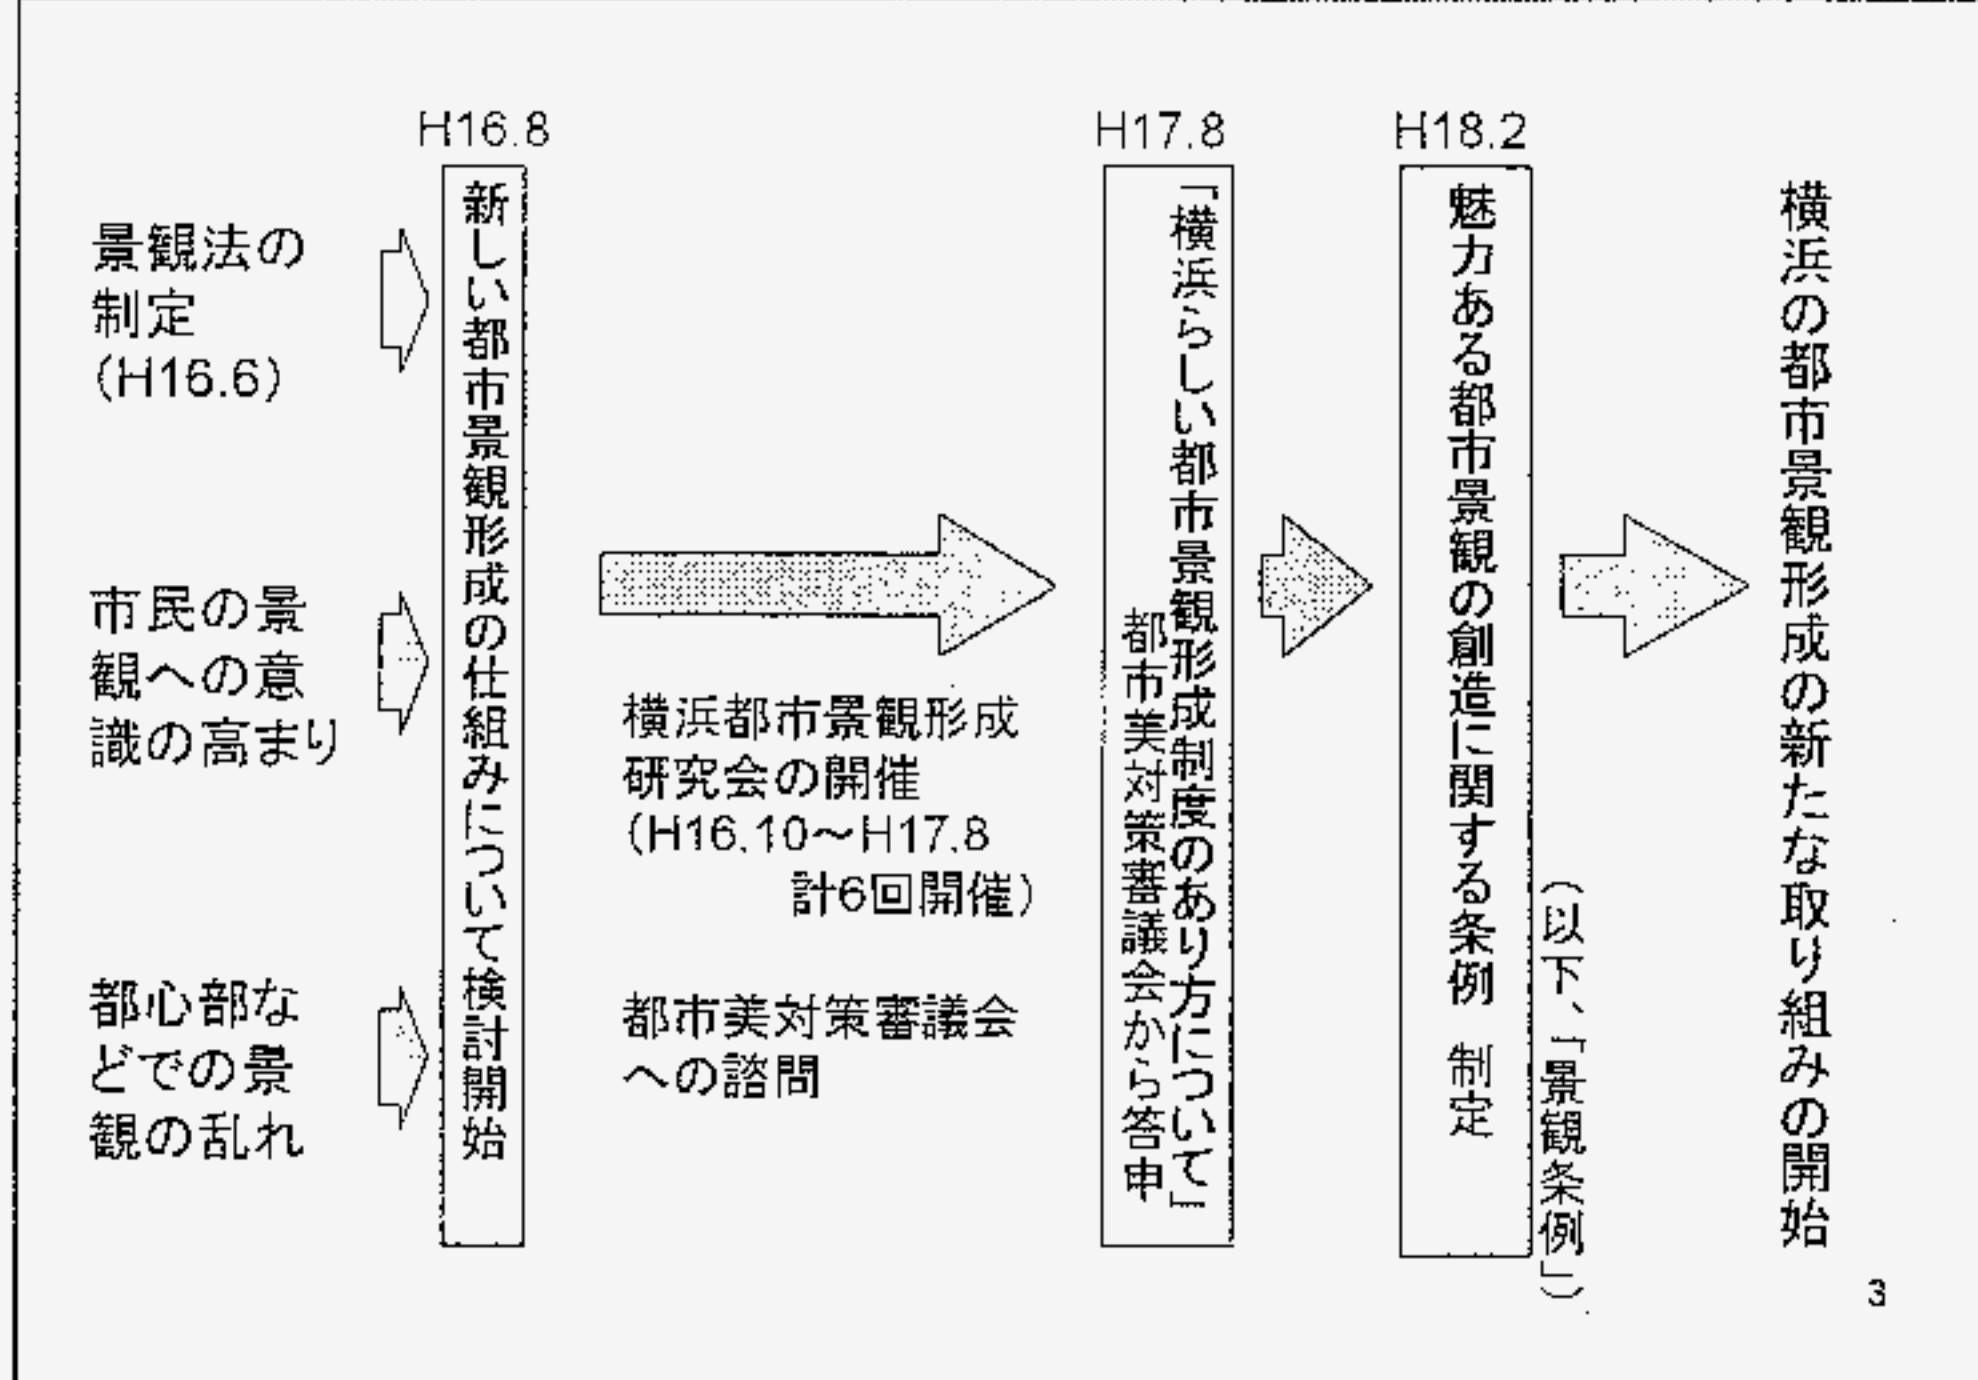 景観法の
制定
(H16.6)
市民の景
観への意
識の高まり
都心部な
どでの景
観の乱れ
H16.8
新しい都市景観形成の仕組みについて検討開始
横浜都市景観形成
研究会の開催
(H16.10～H17.8
計6回開催)
都市美対策審議会
への諮問
H17.8
「横浜らしい都市景観形成制度のあり方について」
都市美対策審議会から答申
H18.2
魅力ある都市景観の創造に関する条例 制定
(以下、「景観条例」)
横浜の都市景観形成の新たな取り組みの開始
3